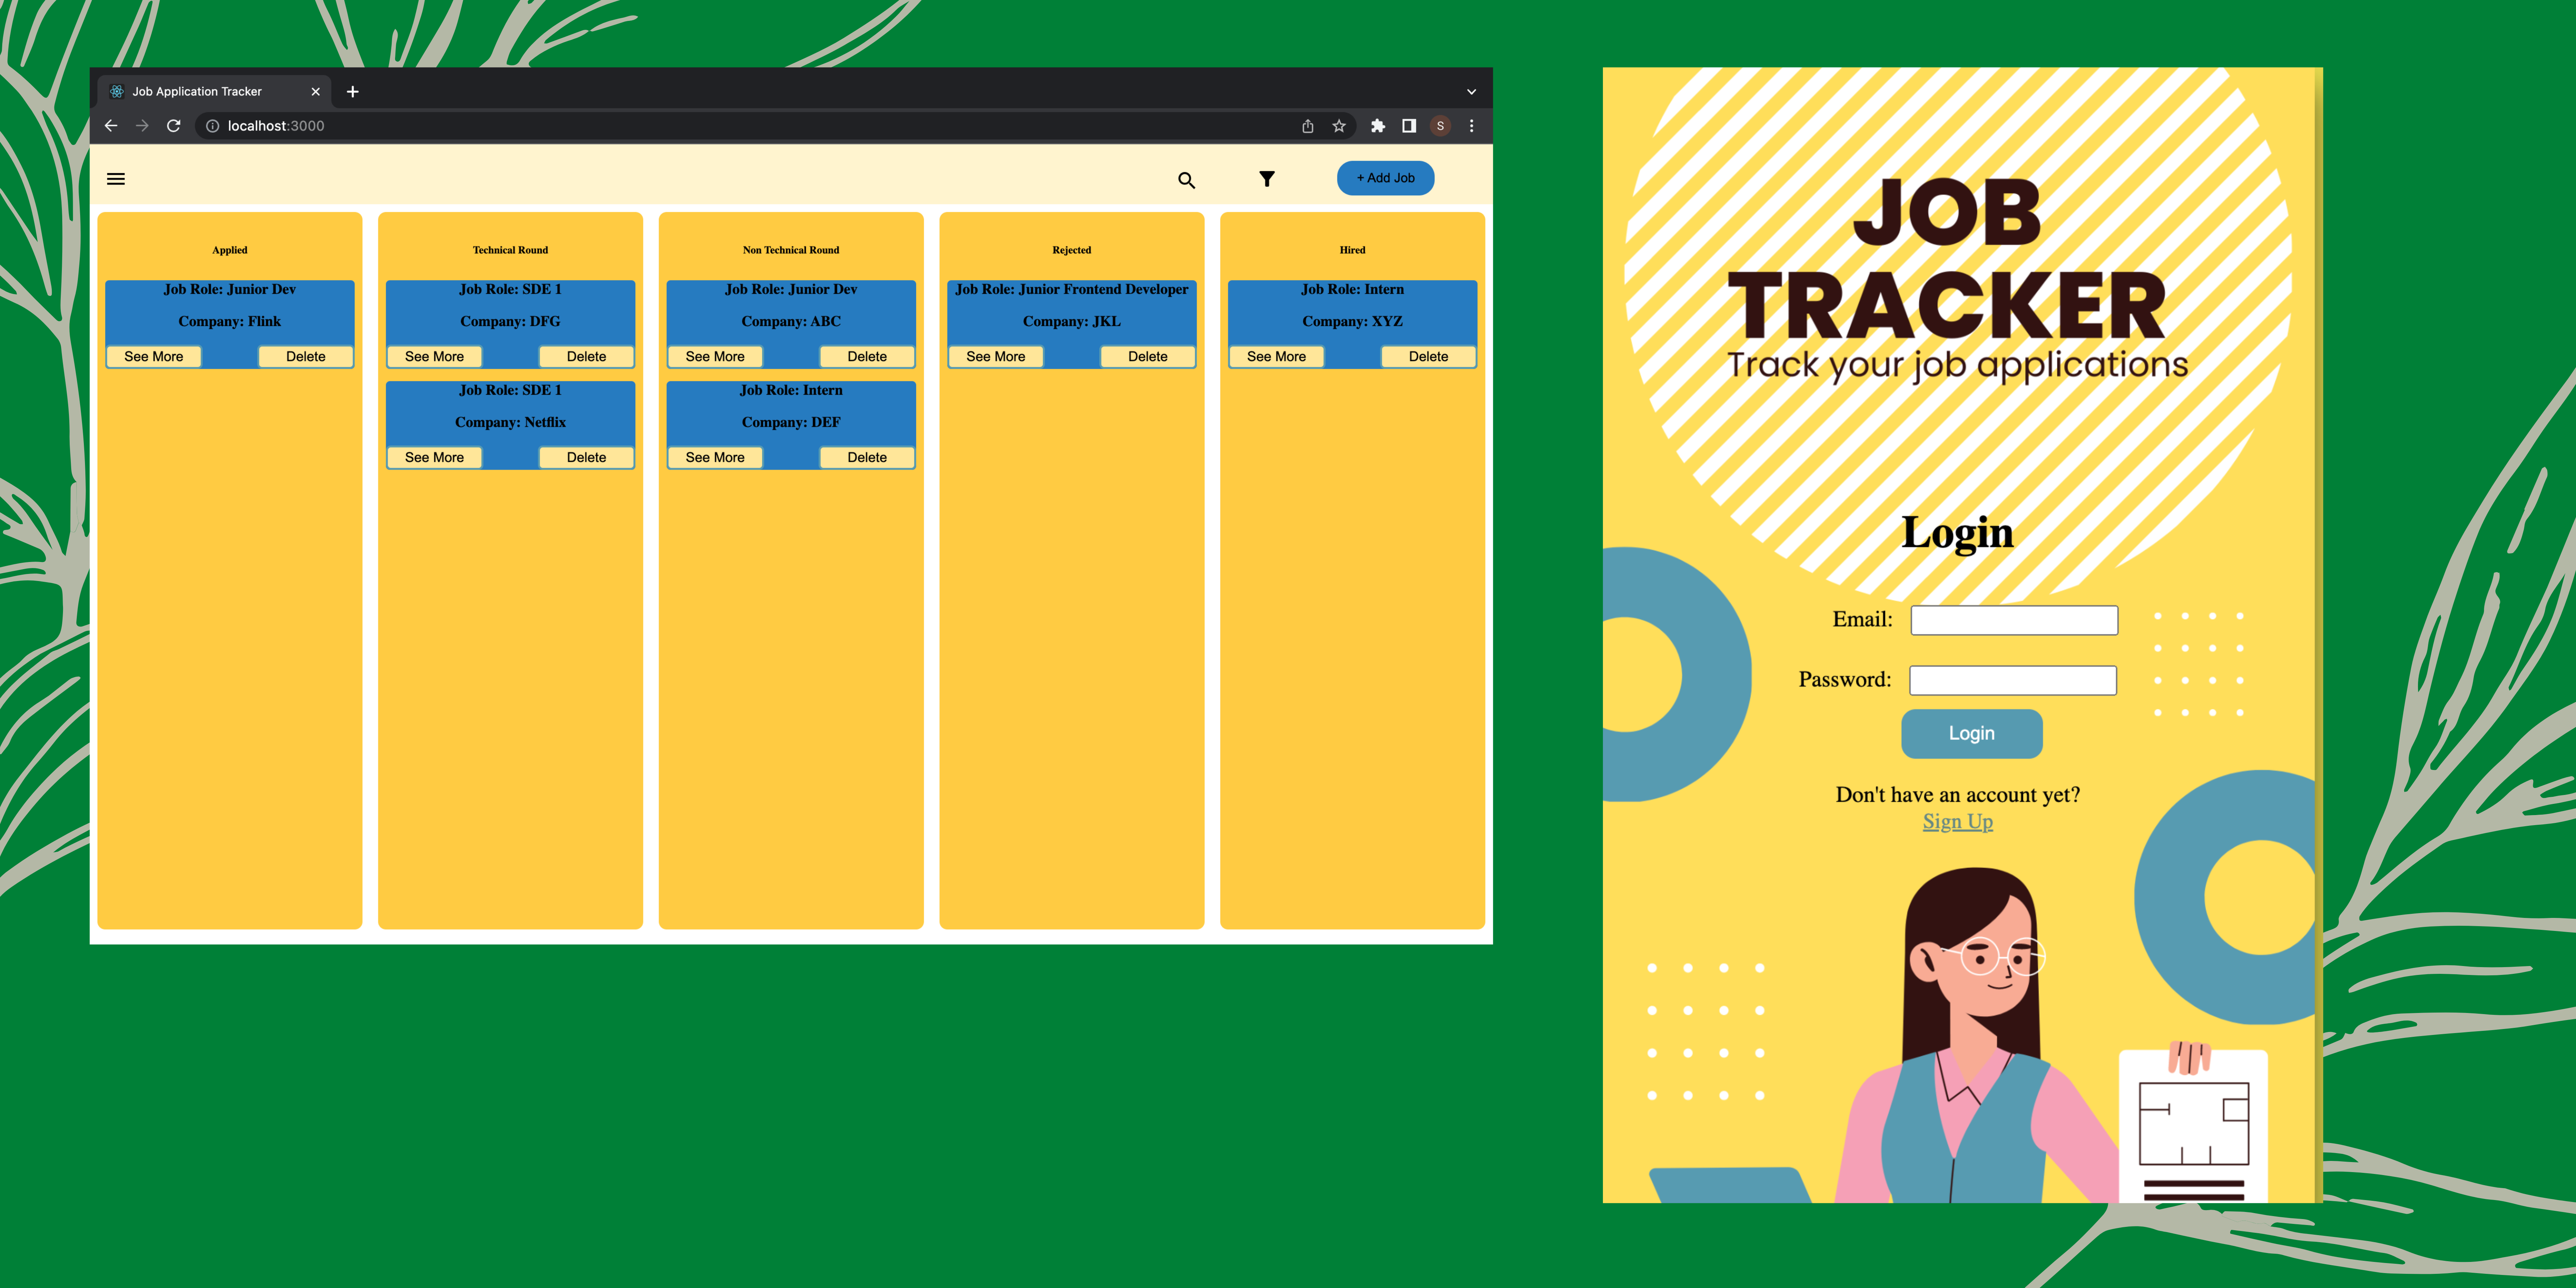 Job Application Tracker
localhost:3000
S
+ Add Job
Applied
Job Role: Junior Dev
Company: Flink
See More Delete
Technical Round
Job Role: SDE 1
Company: DFG
See More Delete
Job Role: SDE 1
Company: Netflix
See More Delete
Non Technical Round
Job Role: Junior Dev
Company: ABC
See More Delete
Job Role: Intern
Company: DEF
See More Delete
Rejected
Job Role: Junior Frontend Developer
Company: JKL
See More Delete
Hired
Job Role: Intern
Company: XYZ
See More Delete
JOB
TRACKER
Track your job applications
Login
Email:
Password:
Login
Don't have an account yet?
Sign Up